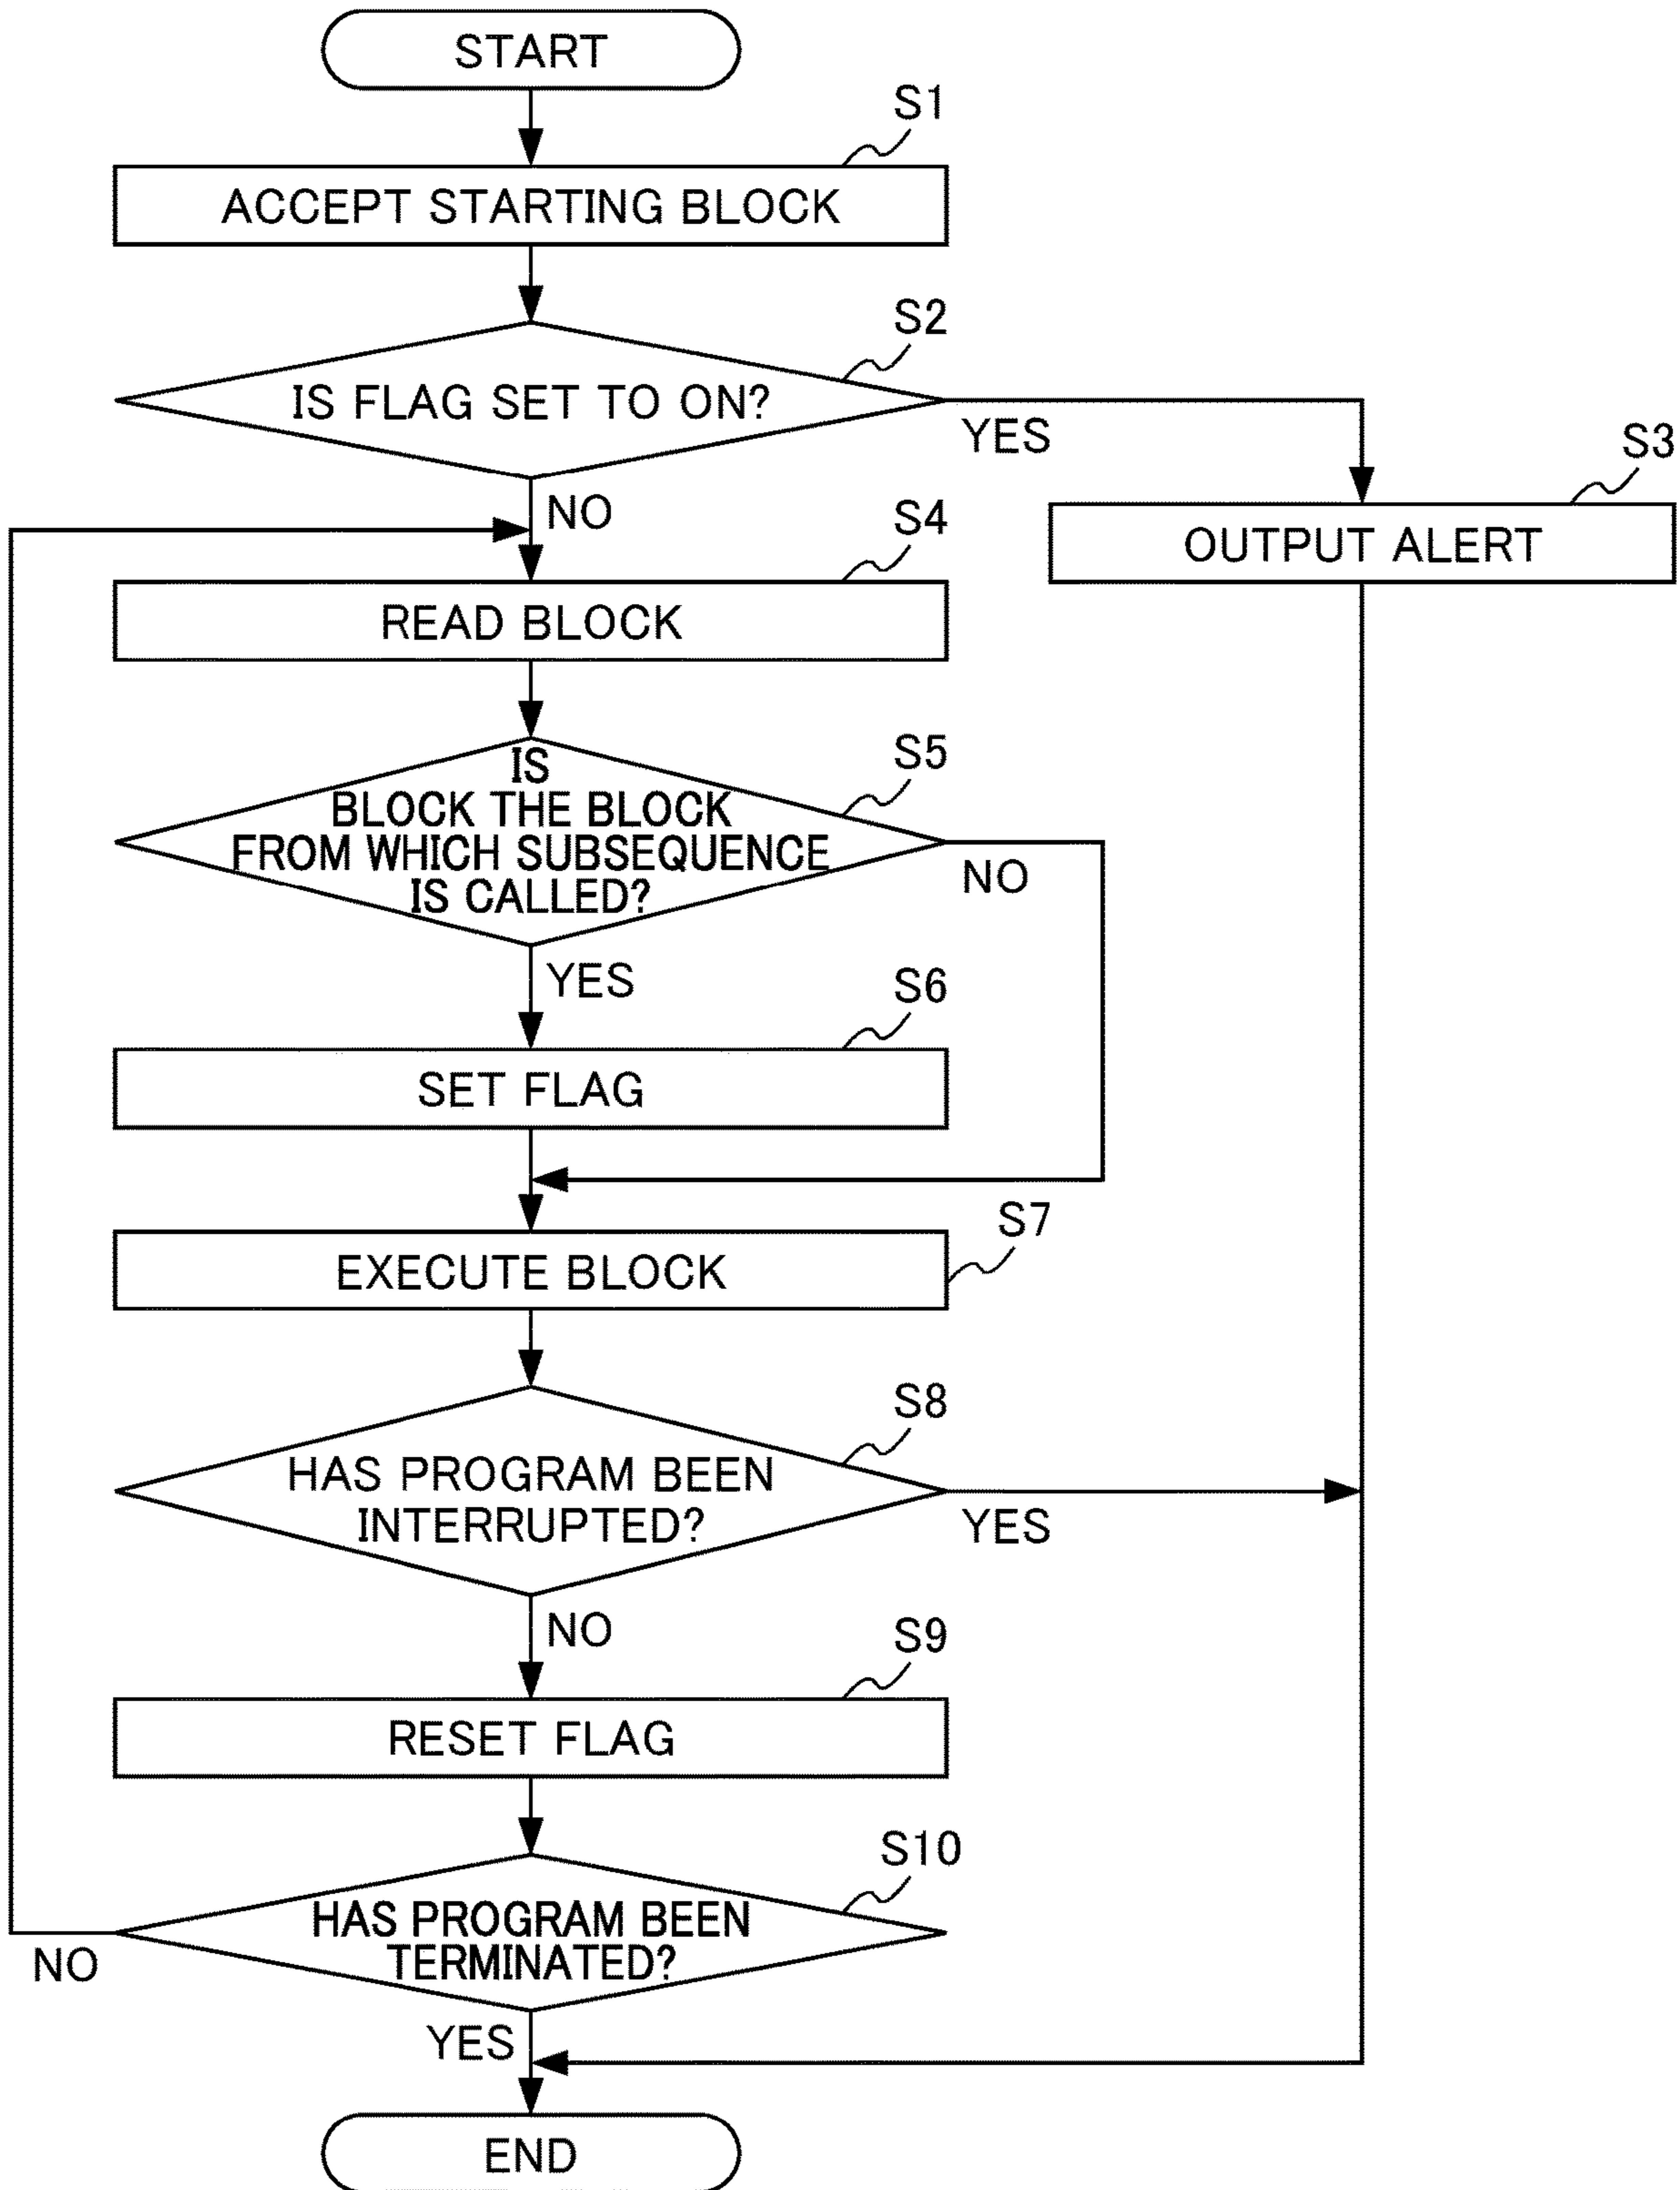 START
S1
ACCEPT STARTING BLOCK
S2
IS FLAG SET TO ON?
YES
S3
OUTPUT ALERT
NO
S4
READ BLOCK
S5
IS
BLOCK THE BLOCK
FROM WHICH SUBSEQUENCE
IS CALLED?
NO
YES
S6
SET FLAG
S7
EXECUTE BLOCK
S8
HAS PROGRAM BEEN
INTERRUPTED?
YES
NO
S9
RESET FLAG
S10
HAS PROGRAM BEEN
TERMINATED?
NO
YES
END